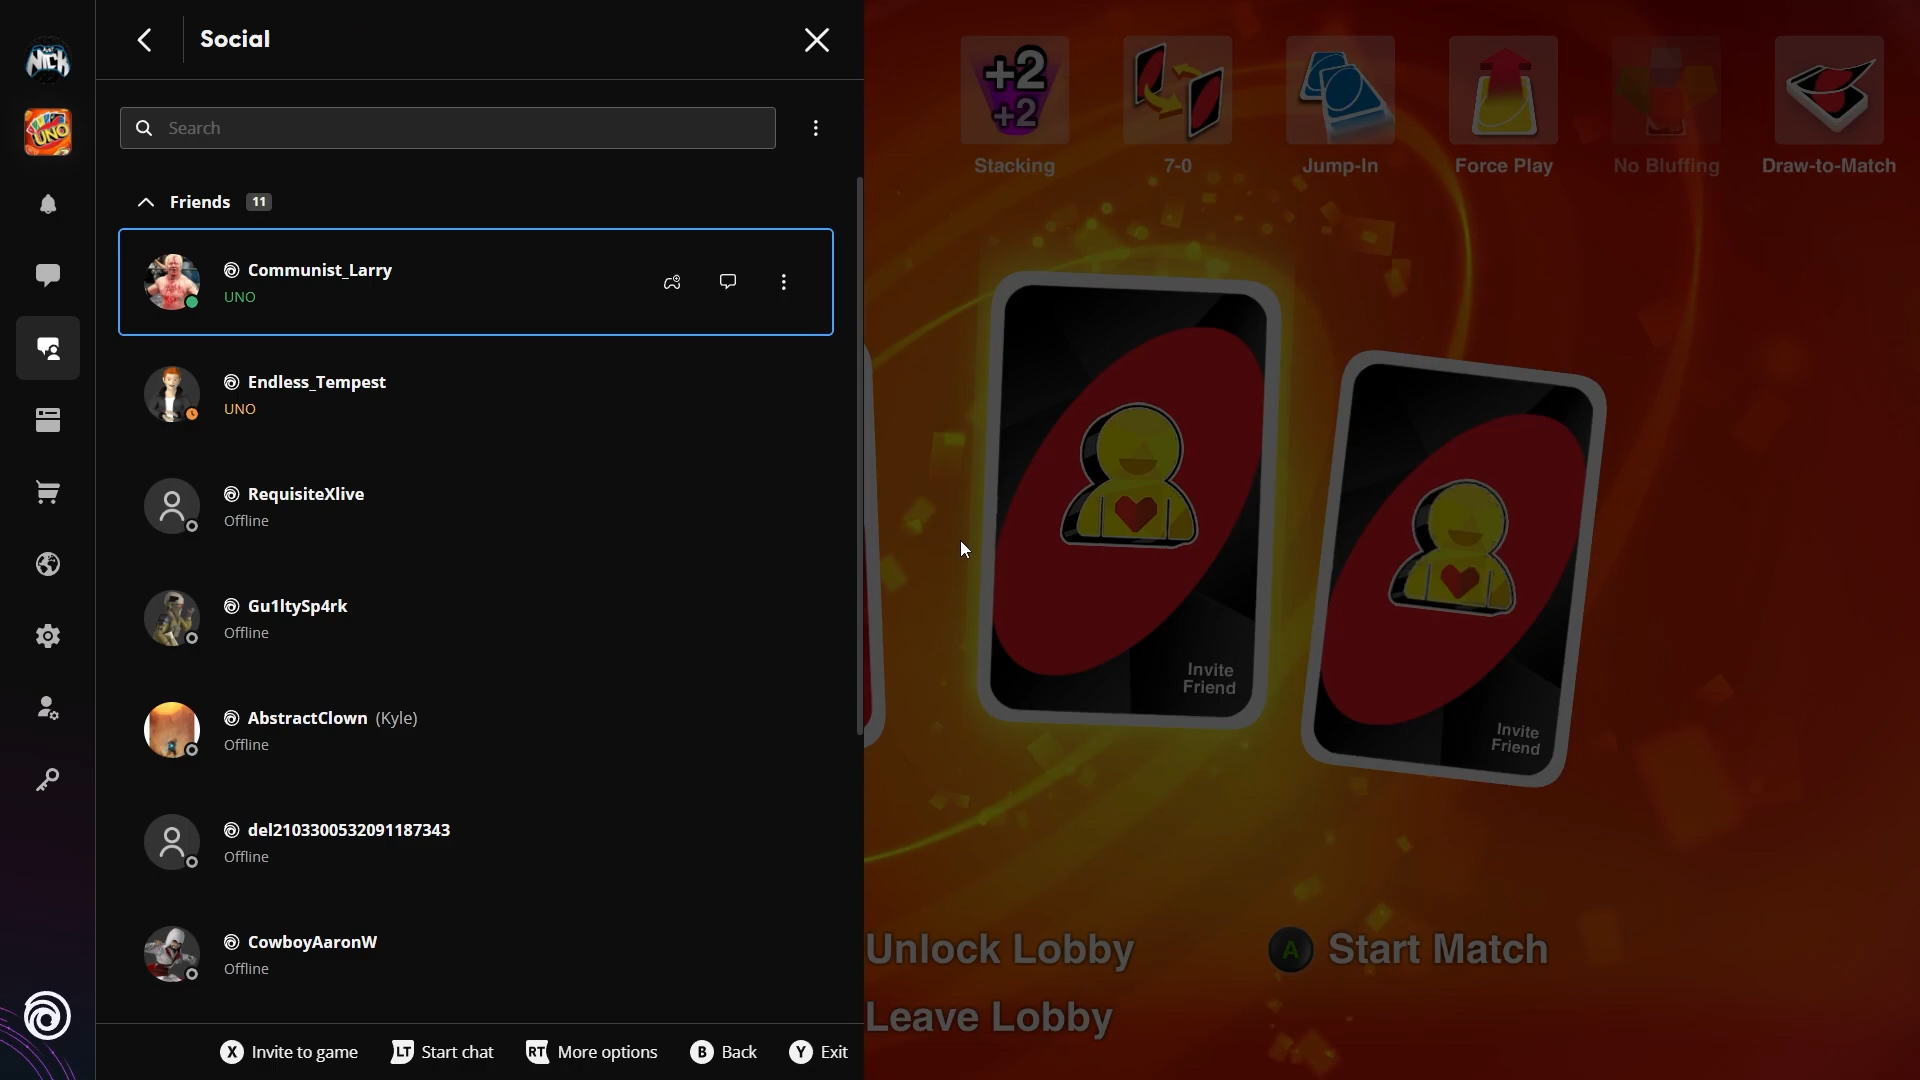 NICK
Social
UNO
Search
Friends 11
Communist_Larry
UNO
Endless_Tempest
UNO
RequisiteXlive
Offline
Gu1ltySp4rk
Offline
AbstractClown (Kyle)
Offline
del2103300532091187343
Offline
CowboyAaronW
Offline
X Invite to game LT Start chat RT More options B Back Y Exit
+2
+2
Stacking
7-0
Jump-In
Force Play
No Bluffing
Draw-to-Match
Invite
Friend
Invite
Friend
Unlock Lobby
A Start Match
Leave Lobby